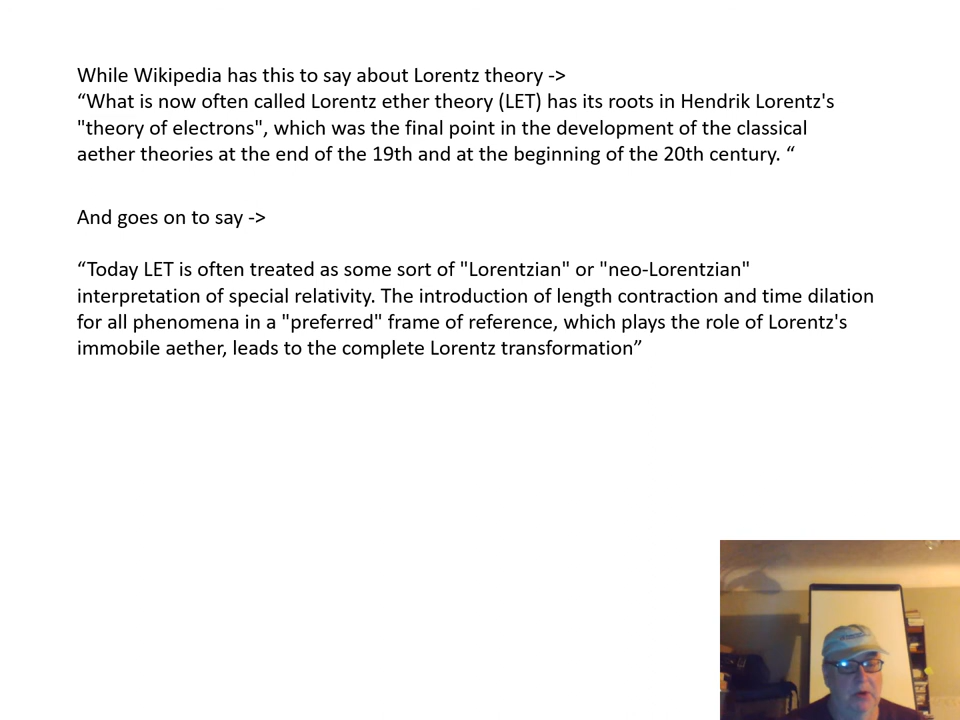 While Wikipedia has this to say about Lorentz theory ->
“What is now often called Lorentz ether theory (LET) has its roots in Hendrik Lorentz's
"theory of electrons", which was the final point in the development of the classical
aether theories at the end of the 19th and at the beginning of the 20th century. “
And goes on to say ->
“Today LET is often treated as some sort of "Lorentzian" or "neo-Lorentzian"
interpretation of special relativity. The introduction of length contraction and time dilation
for all phenomena in a "preferred" frame of reference, which plays the role of Lorentz's
immobile aether, leads to the complete Lorentz transformation”